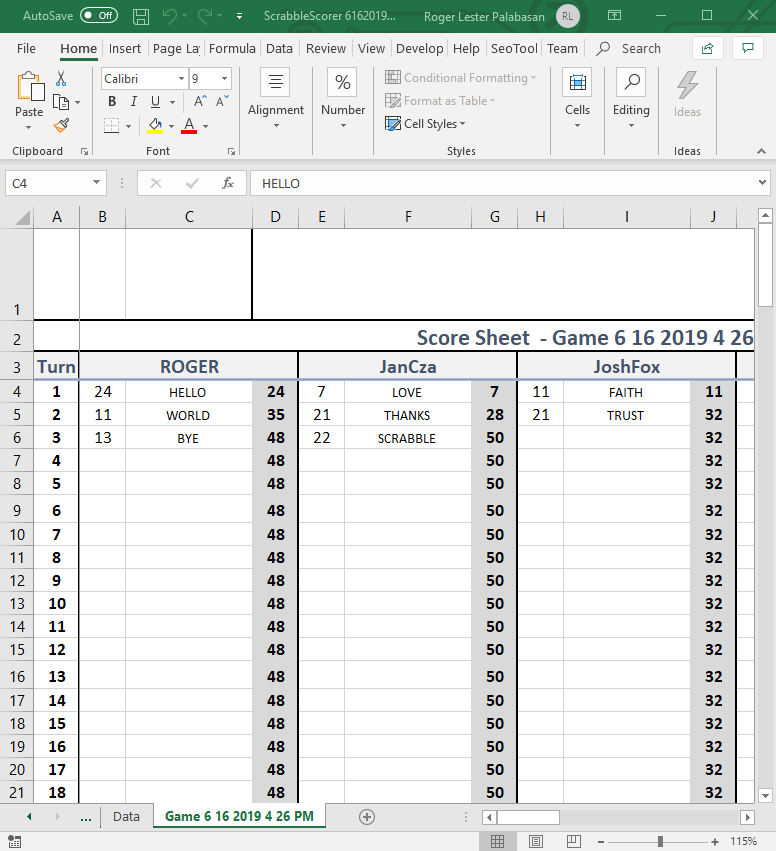 AutoSave Off ScrabbleScorer 6162019... Roger Lester Palabasan RL
File Home Insert Page La Formula Data Review View Develop Help SeoTool Team Search
Paste Calibri 9 Conditional Formatting
B I U A A Alignment % Number Format as Table Cells Editing Ideas
A Cell Styles
Clipboard Font Styles Ideas
C4 fx HELLO
A B C D E F G H I J
1
2 Score Sheet - Game 6 16 2019 4 26
3 Turn ROGER JanCza JoshFox
4 1 24 HELLO 24 7 LOVE 7 11 FAITH 11
5 2 11 WORLD 35 21 THANKS 28 21 TRUST 32
6 3 13 BYE 48 22 SCRABBLE 50 32
7 4 48 50 32
8 5 48 50 32
9 6 48 50 32
10 7 48 50 32
11 8 48 50 32
12 9 48 50 32
13 10 48 50 32
14 11 48 50 32
15 12 48 50 32
16 13 48 50 32
17 14 48 50 32
18 15 48 50 32
19 16 48 50 32
20 17 48 50 32
21 18 48 50 32
... Data Game 6 16 2019 4 26 PM
115%